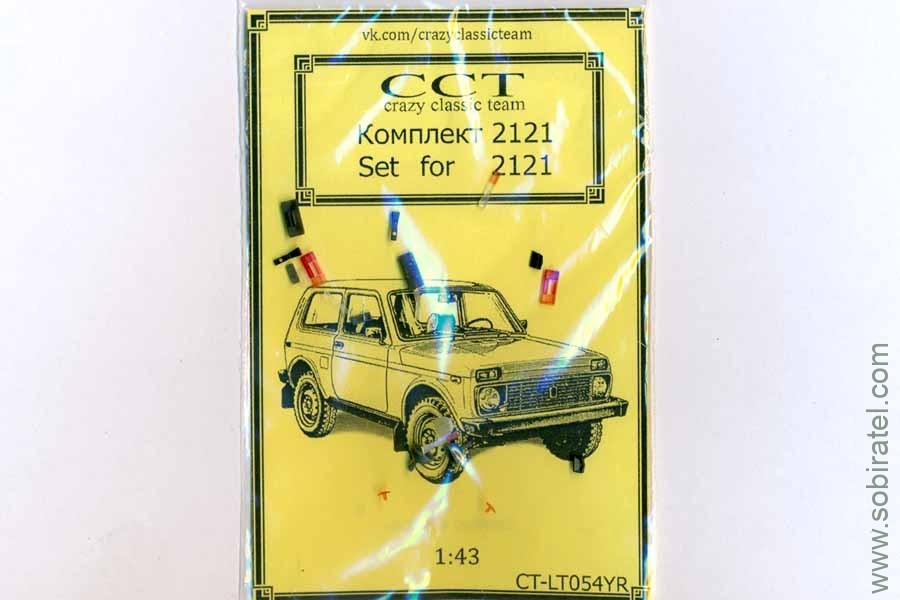 vk.com/crazyclassicteam
CCT
crazy classic team
Комплект 2121
Set for 2121
1:43
CT-LT054YR
www.sobiratel.com